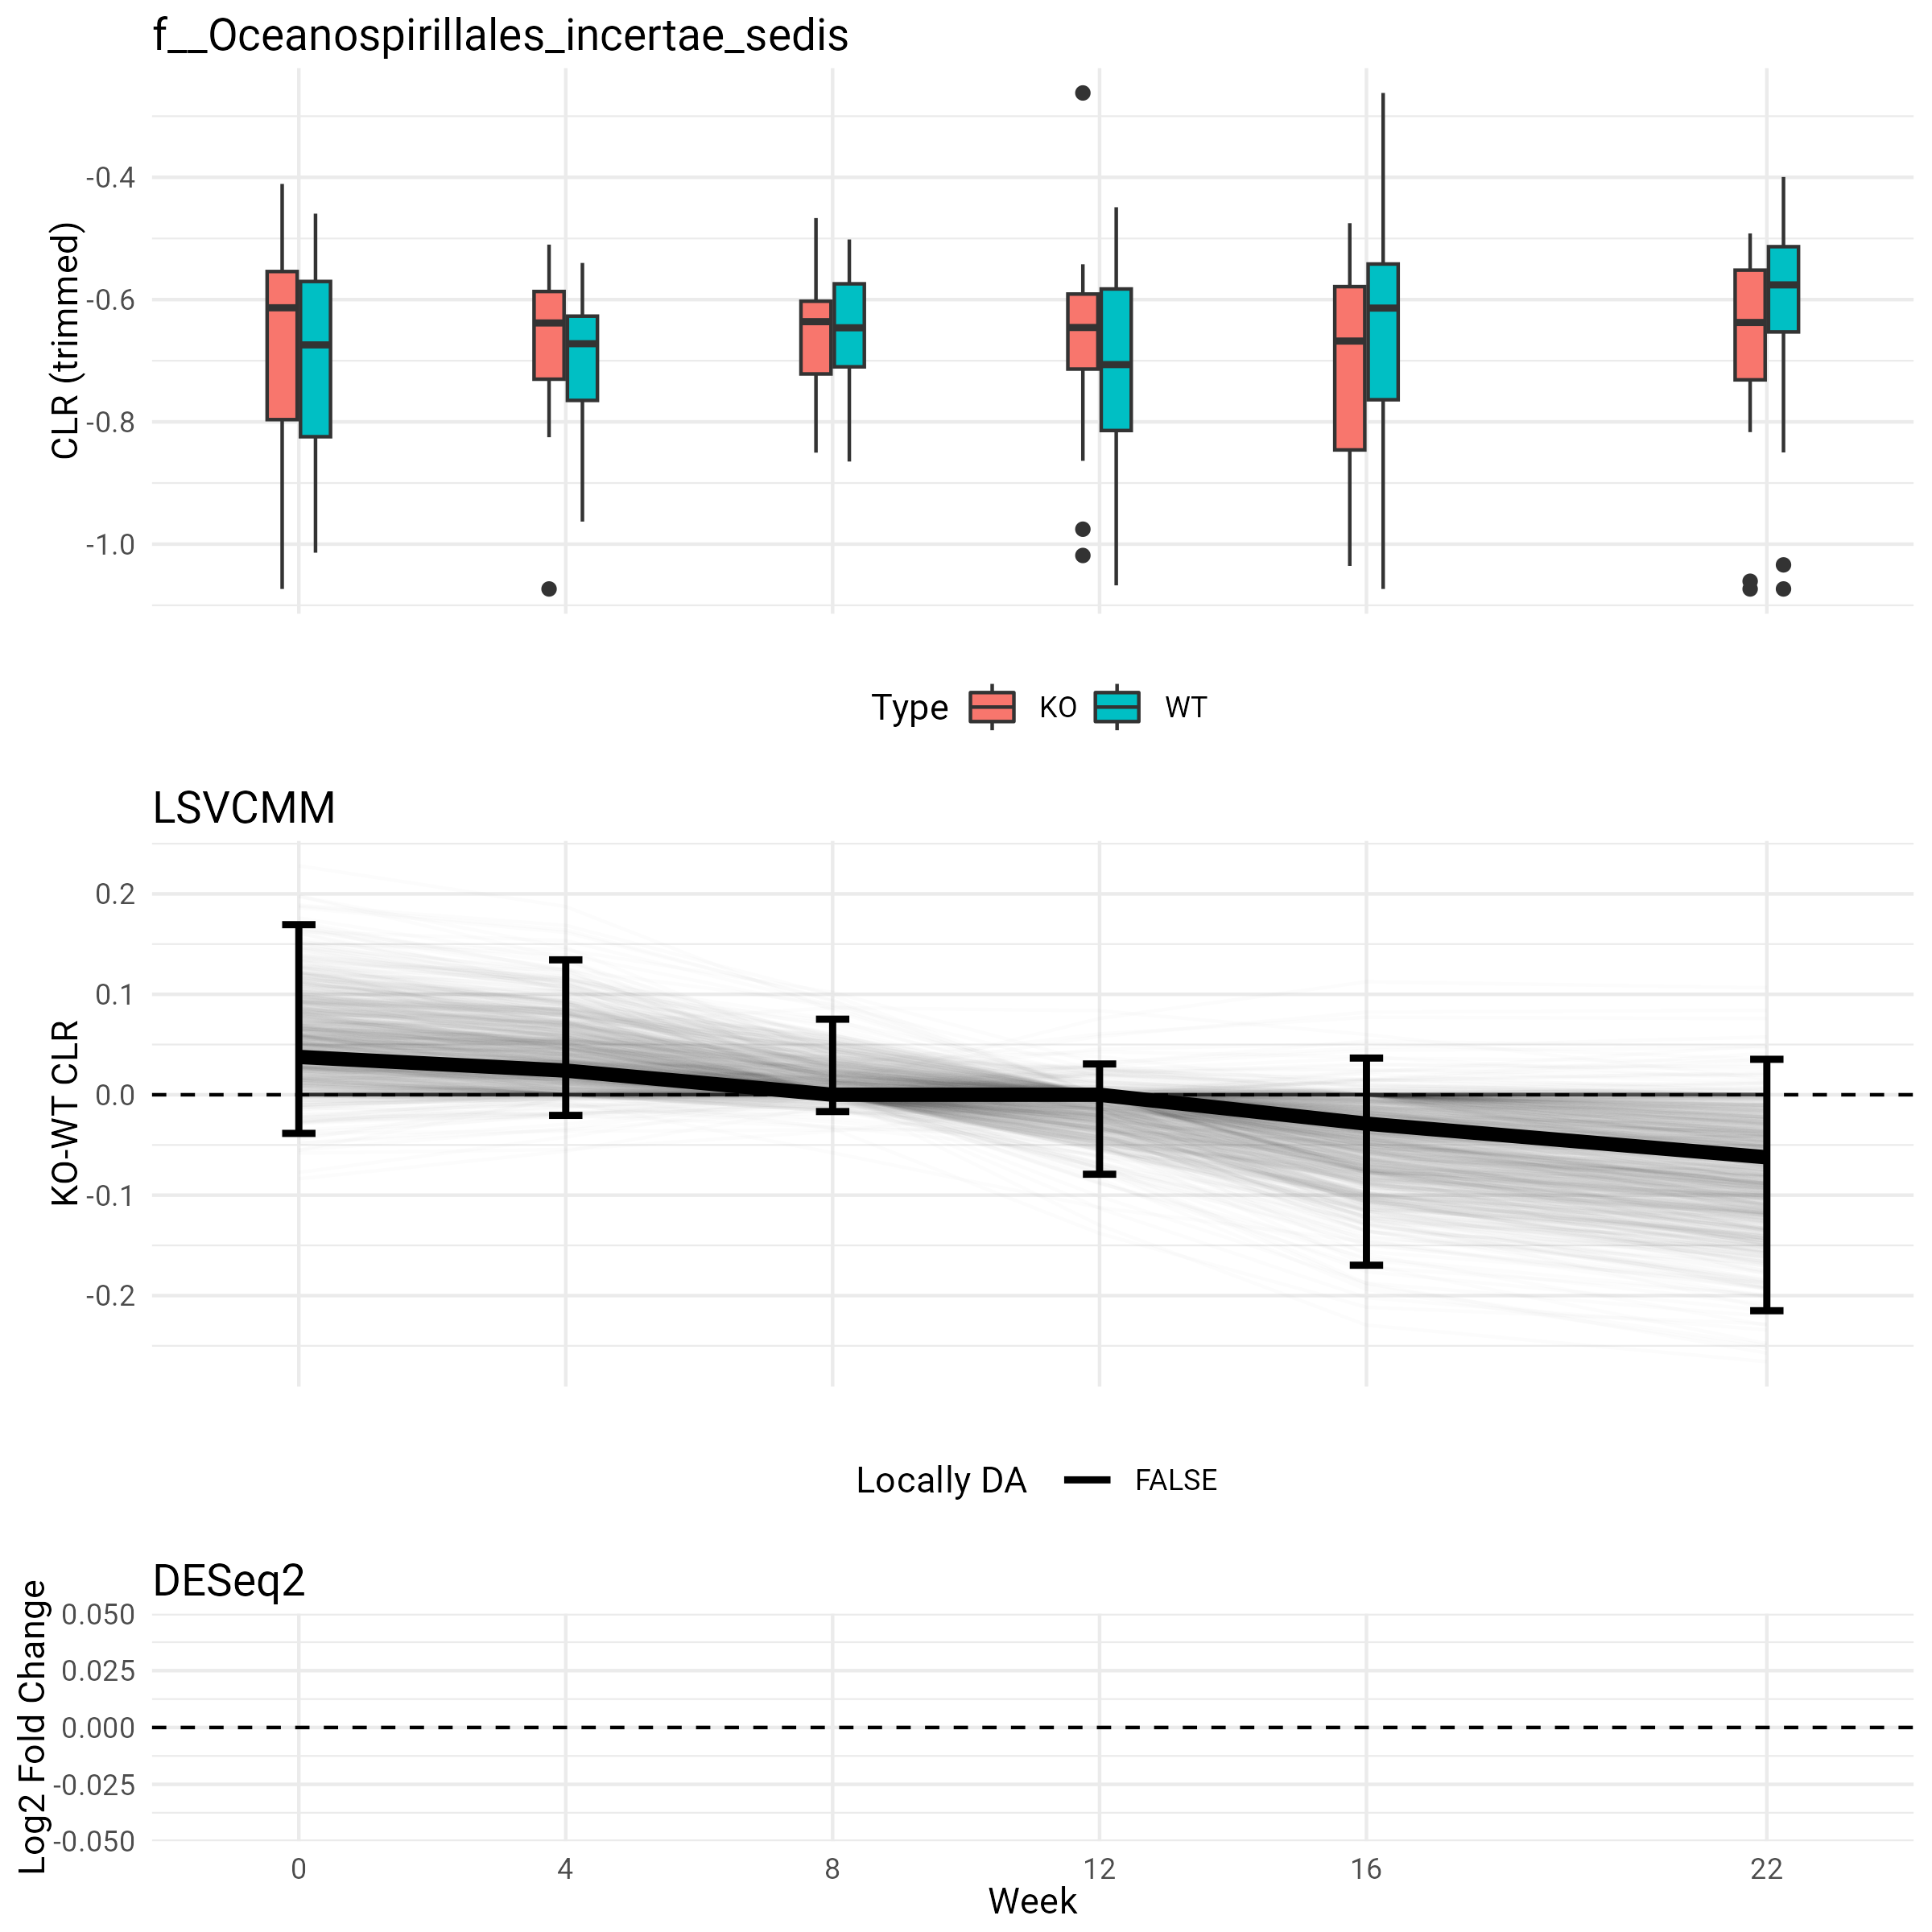 f__Oceanospirillales_incertae_sedis
CLR (trimmed)
-0.4
-0.6
-0.8
-1.0
Type KO WT
LSVCMM
KO-WT CLR
0.2
0.1
0.0
-0.1
-0.2
Locally DA FALSE
DESeq2
Log2 Fold Change
0.050
0.025
0.000
-0.025
-0.050
0 4 8 12 16 22
Week